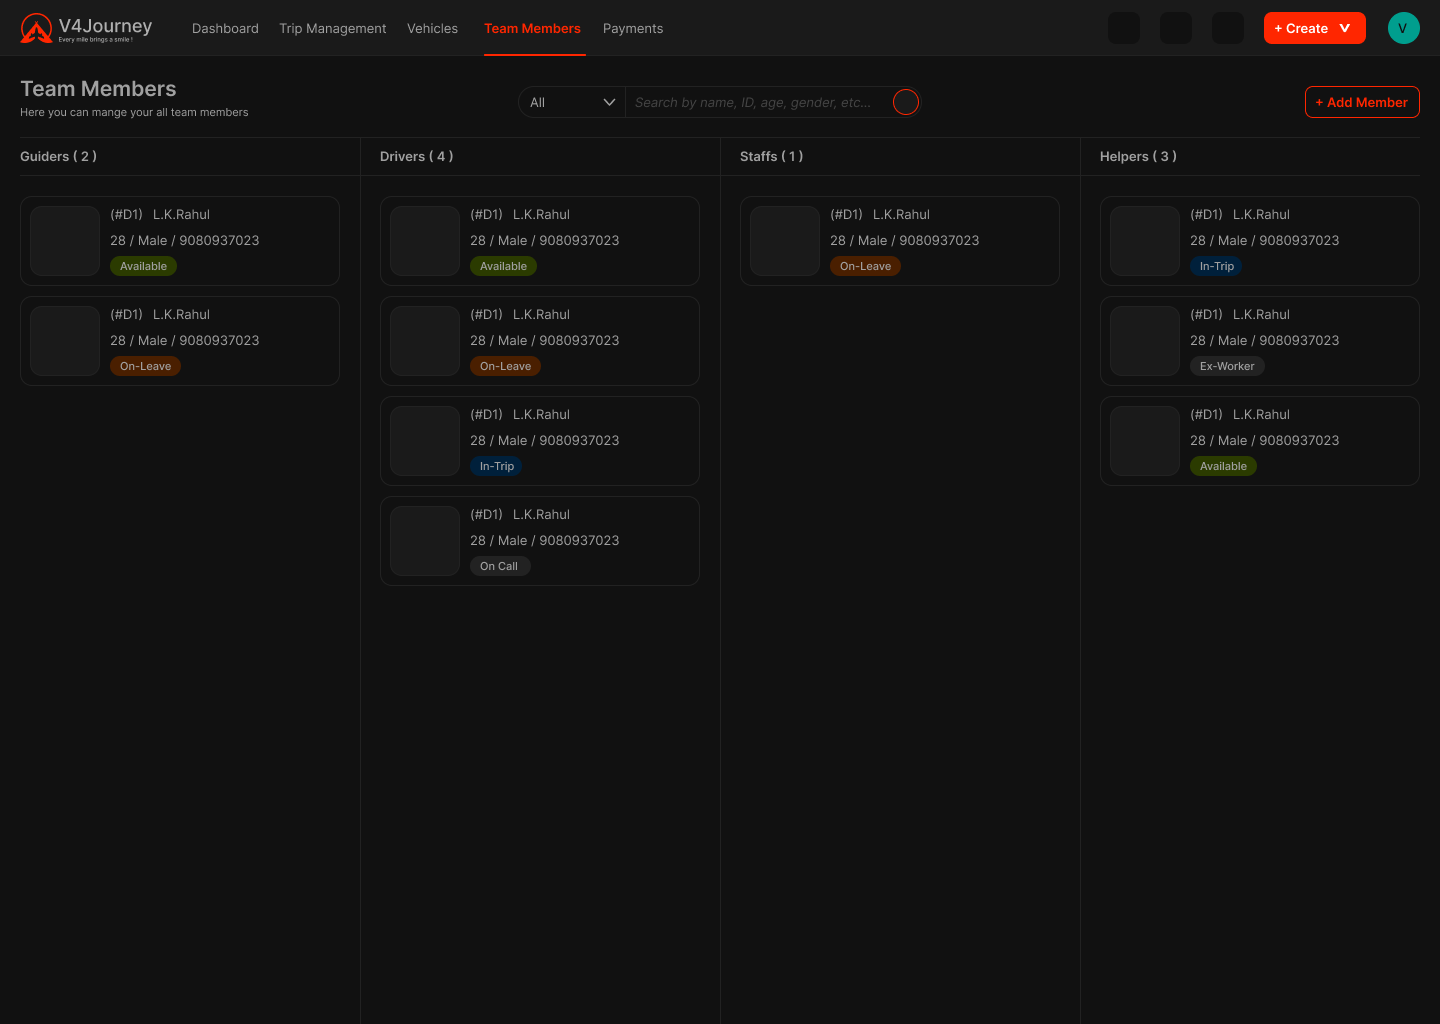 V4Journey
Every mile brings a smile !
Dashboard Trip Management Vehicles Team Members Payments
+ Create V
V
Team Members
Here you can mange your all team members
All
Search by name, ID, age, gender, etc...
+ Add Member
Guiders ( 2 )
(#D1) L.K.Rahul
28 / Male / 9080937023
Available
(#D1) L.K.Rahul
28 / Male / 9080937023
On-Leave
Drivers ( 4 )
(#D1) L.K.Rahul
28 / Male / 9080937023
Available
(#D1) L.K.Rahul
28 / Male / 9080937023
On-Leave
(#D1) L.K.Rahul
28 / Male / 9080937023
In-Trip
(#D1) L.K.Rahul
28 / Male / 9080937023
On Call
Staffs ( 1 )
(#D1) L.K.Rahul
28 / Male / 9080937023
On-Leave
Helpers ( 3 )
(#D1) L.K.Rahul
28 / Male / 9080937023
In-Trip
(#D1) L.K.Rahul
28 / Male / 9080937023
Ex-Worker
(#D1) L.K.Rahul
28 / Male / 9080937023
Available